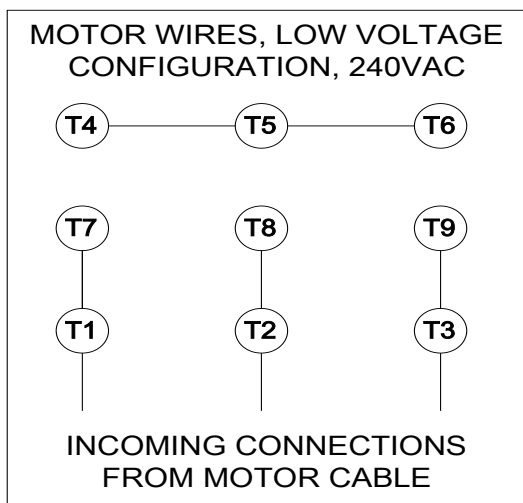 MOTOR WIRES, LOW VOLTAGE
CONFIGURATION, 240VAC
T4 T5 T6
T7 T8 T9
T1 T2 T3
INCOMING CONNECTIONS
FROM MOTOR CABLE